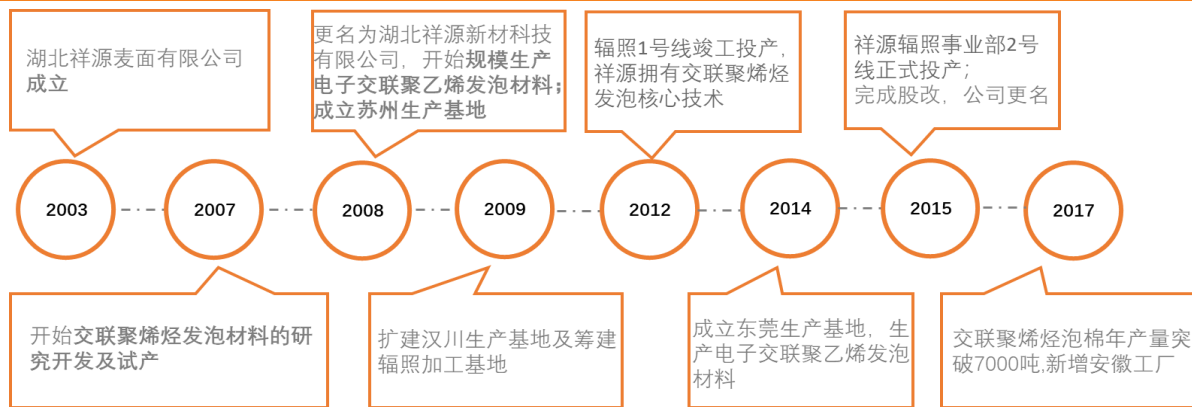 湖北祥源麦面有限公司
成立
更名为湖北祥源新材科技
有限公司，开始规模生产
电子交联聚乙烯发泡材料；
成立苏州生产基地
辐照1号线竣工投产，
祥源拥有交联聚烯烃
发泡核心技术
祥源辐照事业部2号
线正式投产；
完成股改，公司更名
2003
2007
2008
2009
2012
2014
2015
2017
开始交联聚烯烃发泡材料的研
究开发及试产
扩建汉川生产基地及筹建
辐照加工基地
成立东莞生产基地，生
产电子交联聚乙烯发泡
材料
交联聚烯烃泡棉年产量突
破7000吨,新增安徽工厂